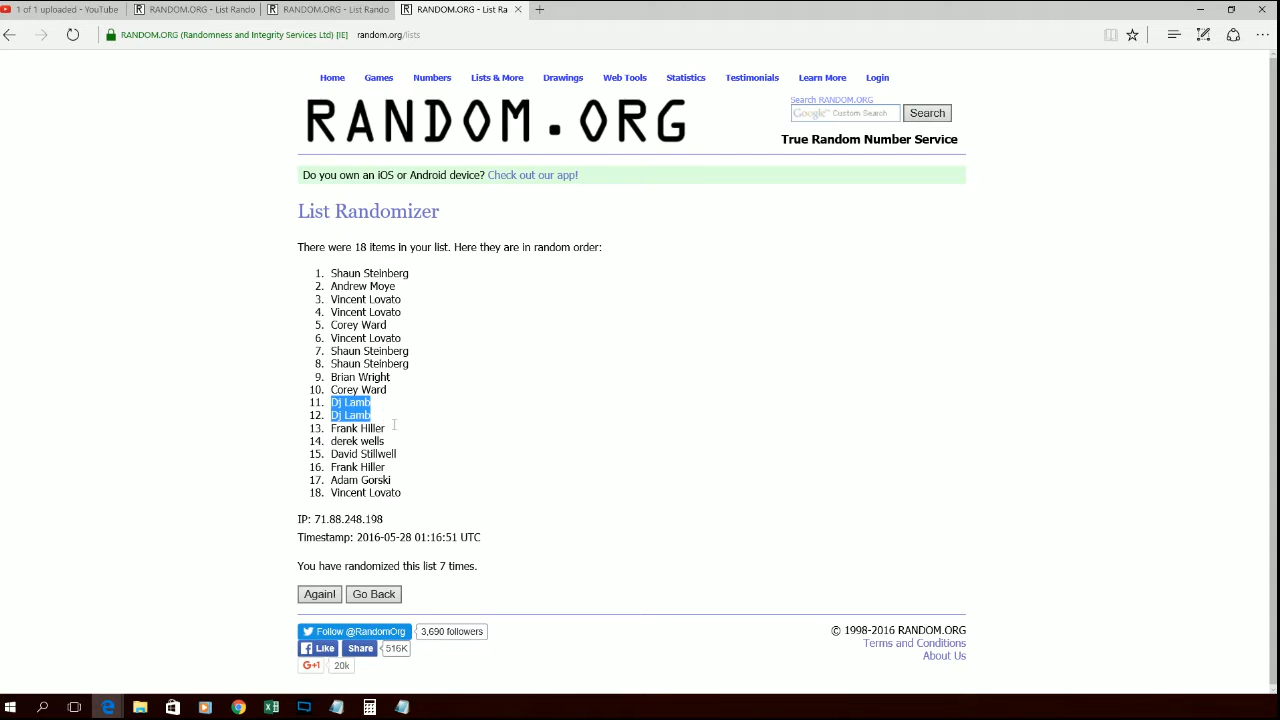 1 of 1 uploaded - YouTube
RANDOM.ORG - List Rando
RANDOM.ORG - List Rando
RANDOM.ORG - List Ra
RANDOM.ORG (Randomness and Integrity Services Ltd) [IE] random.org/lists
Home Games Numbers Lists & More Drawings Web Tools Statistics Testimonials Learn More Login
RANDOM.ORG
Search RANDOM.ORG
Google™ Custom Search Search
True Random Number Service
Do you own an iOS or Android device? Check out our app!
List Randomizer
There were 18 items in your list. Here they are in random order:
1. Shaun Steinberg
2. Andrew Moye
3. Vincent Lovato
4. Vincent Lovato
5. Corey Ward
6. Vincent Lovato
7. Shaun Steinberg
8. Shaun Steinberg
9. Brian Wright
10. Corey Ward
11. Dj Lamb
12. Dj Lamb
13. Frank Hiller
14. derek wells
15. David Stillwell
16. Frank Hiller
17. Adam Gorski
18. Vincent Lovato
IP: 71.88.248.198
Timestamp: 2016-05-28 01:16:51 UTC
You have randomized this list 7 times.
Again! Go Back
Follow @RandomOrg 3,690 followers
Like Share 516K
G+1 20k
© 1998-2016 RANDOM.ORG
Terms and Conditions
About Us